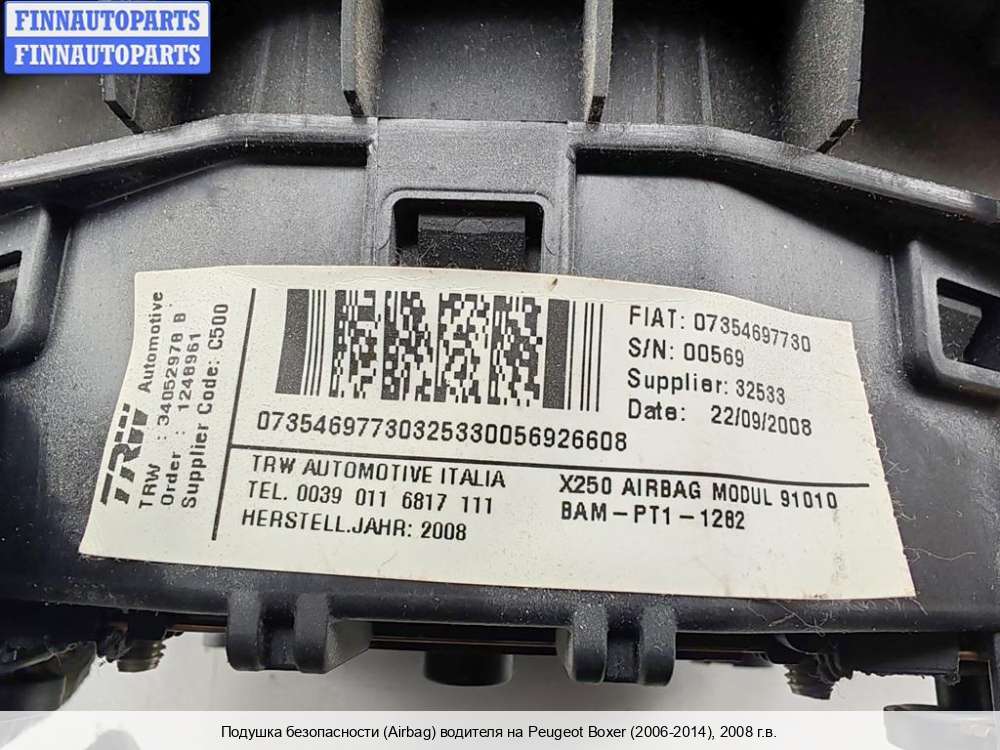 FINNAUTOPARTS
FINNAUTOPARTS
TRW Automotive
TRW : 34052978 B
Order : 1248961
Supplier Code: C500
FIAT: 07354697730
S/N: 00569
Supplier: 32533
Date: 22/09/2008
07354697730325330056926608
TRW AUTOMOTIVE ITALIA
TEL. 0039 011 6817 111
HERSTELL.JAHR: 2008
X250 AIRBAG MODUL 91010
BAM-PT1-1262
Подушка безопасности (Airbag) водителя на Peugeot Boxer (2006-2014), 2008 г.в.